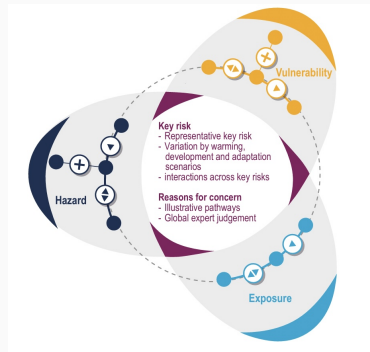 Vulnerability
Key risk
- Representative key risk
- Variation by warming,
development and adaptation
scenarios
- interactions across key risks
Reasons for concern
- Illustrative pathways
- Global expert judgement
Hazard
Exposure